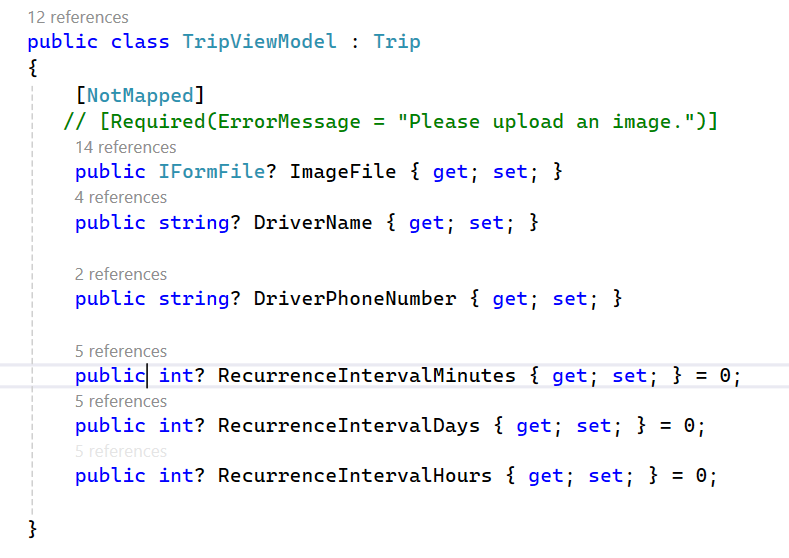 12 references
public class TripViewModel : Trip
{
[NotMapped]
// [Required(ErrorMessage = "Please upload an image.")]
14 references
public IFormFile? ImageFile { get; set; }
4 references
public string? DriverName { get; set; }
2 references
public string? DriverPhoneNumber { get; set; }
5 references
public int? RecurrenceIntervalMinutes { get; set; } = 0;
5 references
public int? RecurrenceIntervalDays { get; set; } = 0;
5 references
public int? RecurrenceIntervalHours { get; set; } = 0;
}